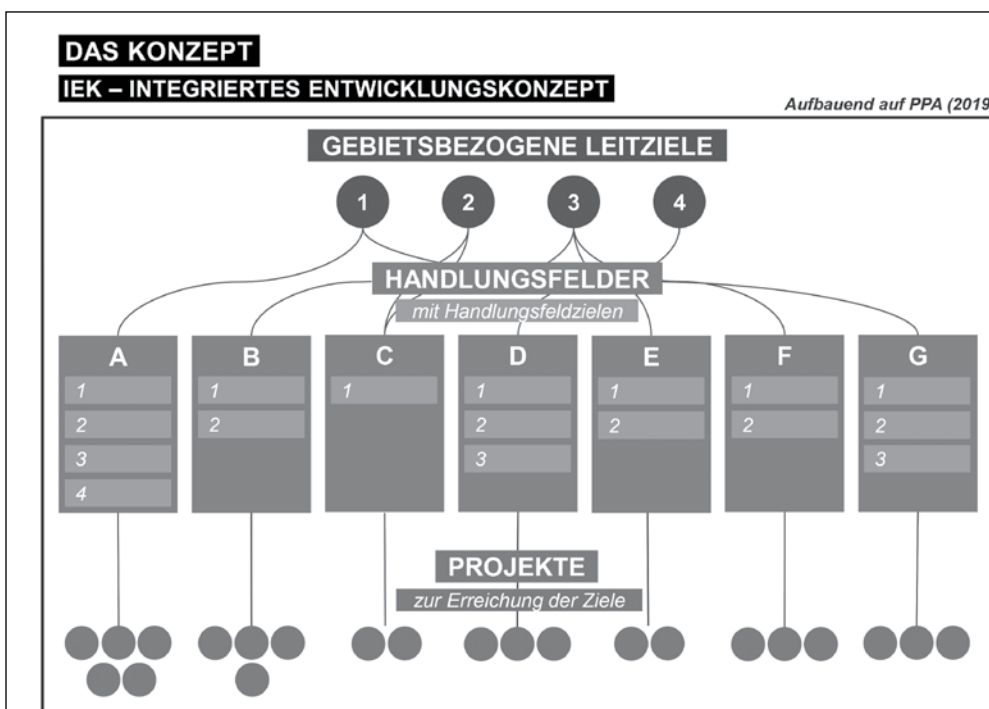 DAS KONZEPT
IEK – INTEGRIERTES ENTWICKLUNGSKONZEPT
Aufbauend auf PPA (2019
GEBIETSBEZOGENE LEITZIELE
1 2 3 4
HANDLUNGSFELDER
mit Handlungsfeldzielen
A B C D E F G
1 1 1 1 1 1 1
2 2 2 2 2 2
3 3 3
4
PROJEKTE
zur Erreichung der Ziele